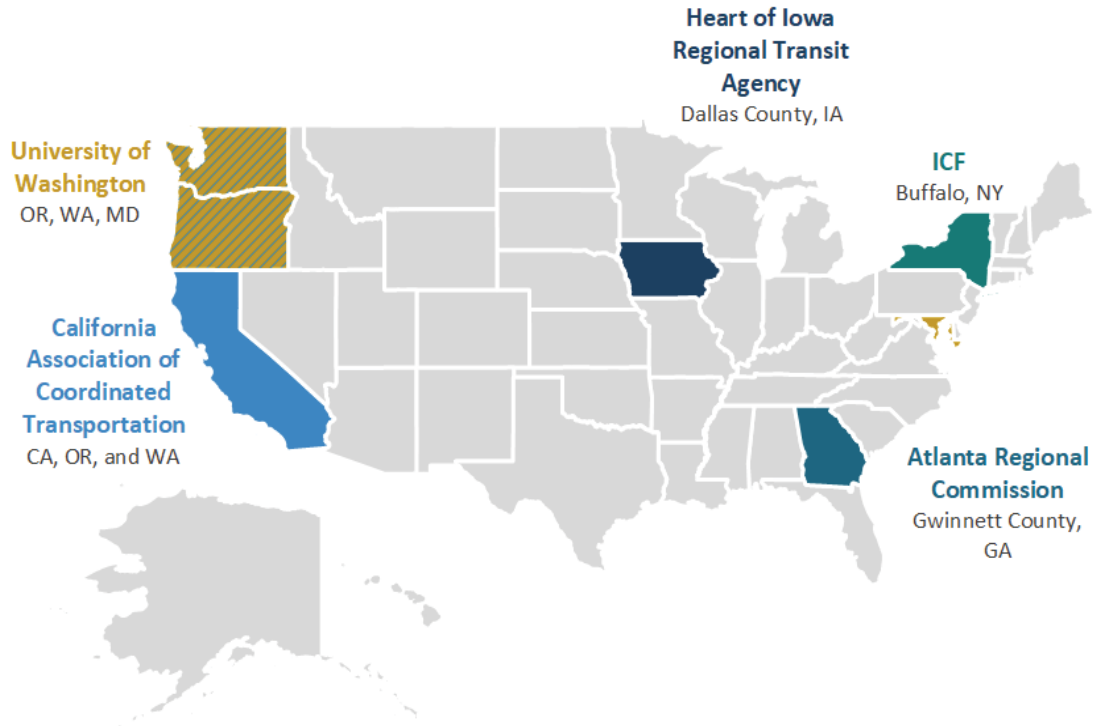 Heart of Iowa
Regional Transit
Agency
Dallas County, IA
University of
Washington
OR, WA, MD
ICF
Buffalo, NY
California
Association of
Coordinated
Transportation
CA, OR, and WA
Atlanta Regional
Commission
Gwinnett County,
GA